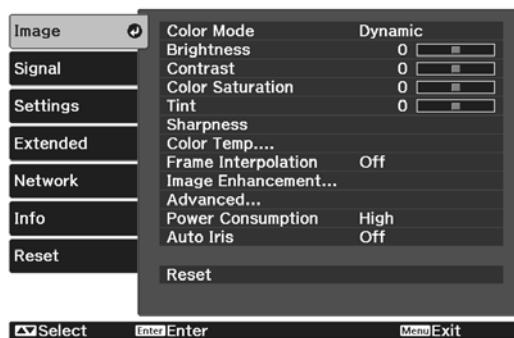 Image
Signal
Settings
Extended
Network
Info
Reset
Color Mode Dynamic
Brightness 0
Contrast 0
Color Saturation 0
Tint 0
Sharpness
Color Temp....
Frame Interpolation Off
Image Enhancement...
Advanced...
Power Consumption High
Auto Iris Off
Reset
Select Enter Enter Menu Exit